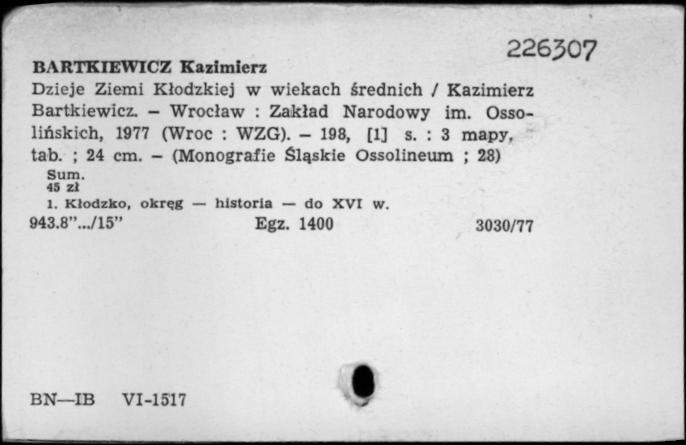 226307
BARTKIEWICZ Kazimierz
Dzieje Ziemi Kłodzkiej w wiekach średnich / Kazimierz
Bartkiewicz. — Wrocław : Zakład Narodowy im. Osso-
lińskich, 1977 (Wroc : WZG). — 198, [1] s. : 3 mapy,
tab. ; 24 cm. — (Monografie Śląskie Ossolineum ; 28)
Sum.
45 zł
1. Kłodzko, okręg — historia — do XVI w.
943.8”.../15” Egz. 1400 3030/77
BN—IB VI-1517